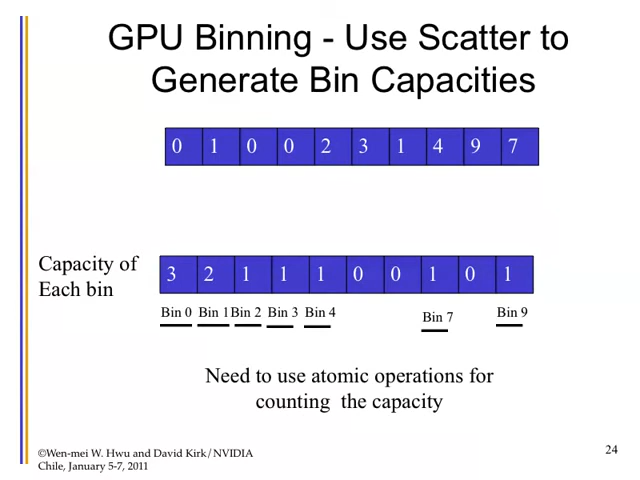 GPU Binning - Use Scatter to
Generate Bin Capacities
0 1 0 0 2 3 1 4 9 7
Capacity of
Each bin
3 2 1 1 1 0 0 1 0 1
Bin 0 Bin 1 Bin 2 Bin 3 Bin 4 Bin 7 Bin 9
Need to use atomic operations for
counting the capacity
©Wen-mei W. Hwu and David Kirk/NVIDIA
Chile, January 5-7, 2011
24